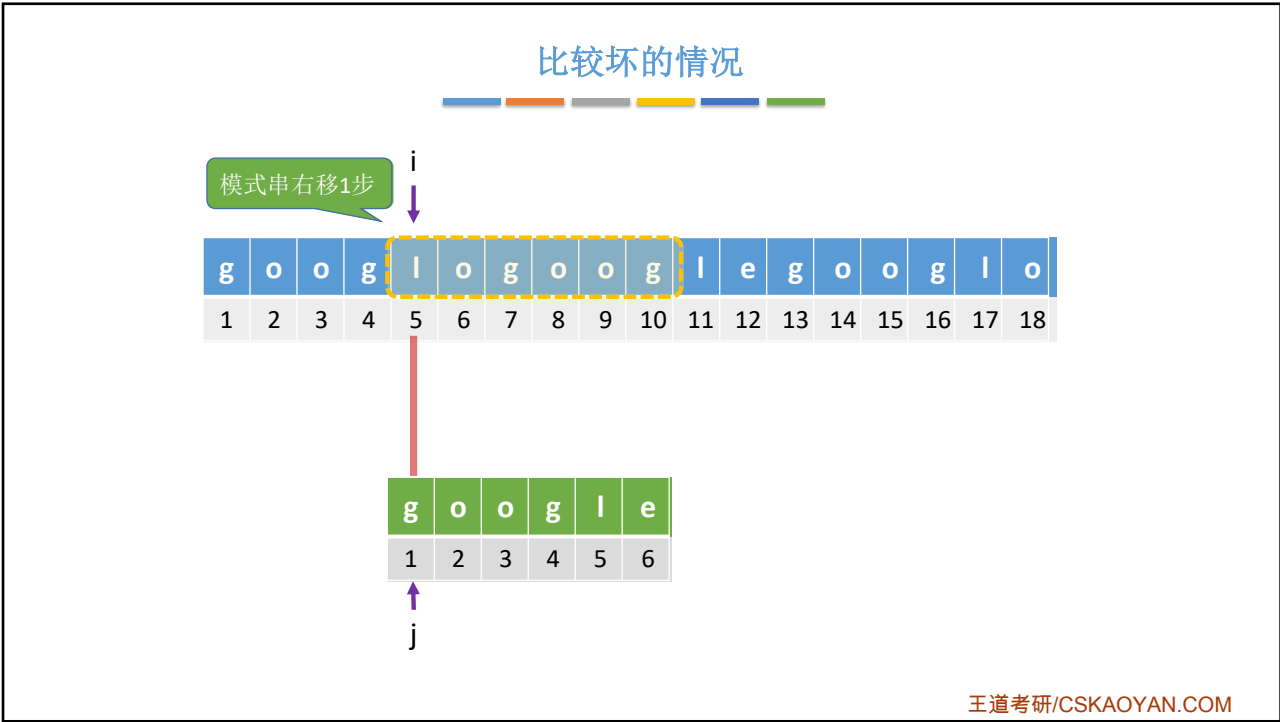 比较坏的情况
i
模式串右移1步
g o o g l o g o o g l e g o o g l o
1 2 3 4 5 6 7 8 9 10 11 12 13 14 15 16 17 18
g o o g l e
1 2 3 4 5 6
j
王道考研/CSKAOYAN.COM